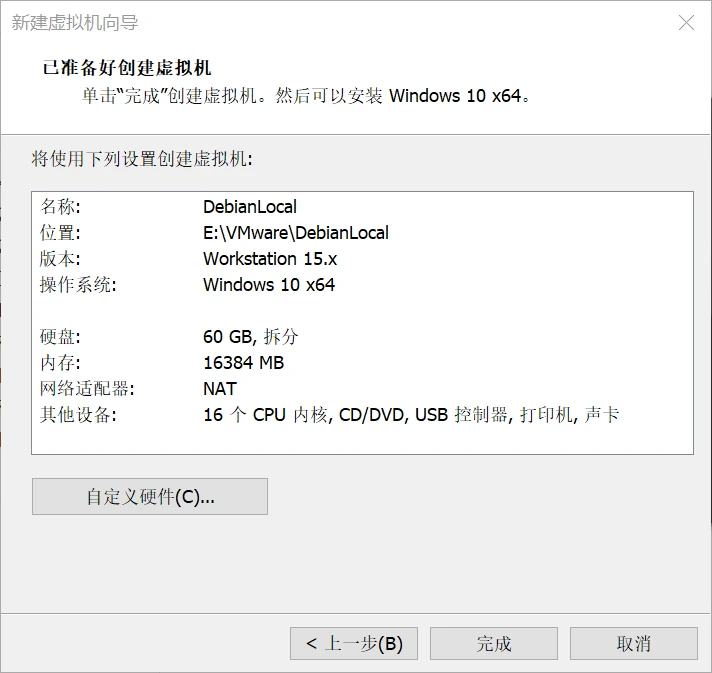 新建虚拟机向导
已准备好创建虚拟机
单击“完成”创建虚拟机。然后可以安装 Windows 10 x64。
将使用下列设置创建虚拟机:
名称: DebianLocal
位置: E:\VMware\DebianLocal
版本: Workstation 15.x
操作系统: Windows 10 x64
硬盘: 60 GB, 拆分
内存: 16384 MB
网络适配器: NAT
其他设备: 16 个 CPU 内核, CD/DVD, USB 控制器, 打印机, 声卡
自定义硬件(C)...
< 上一步(B) 完成 取消